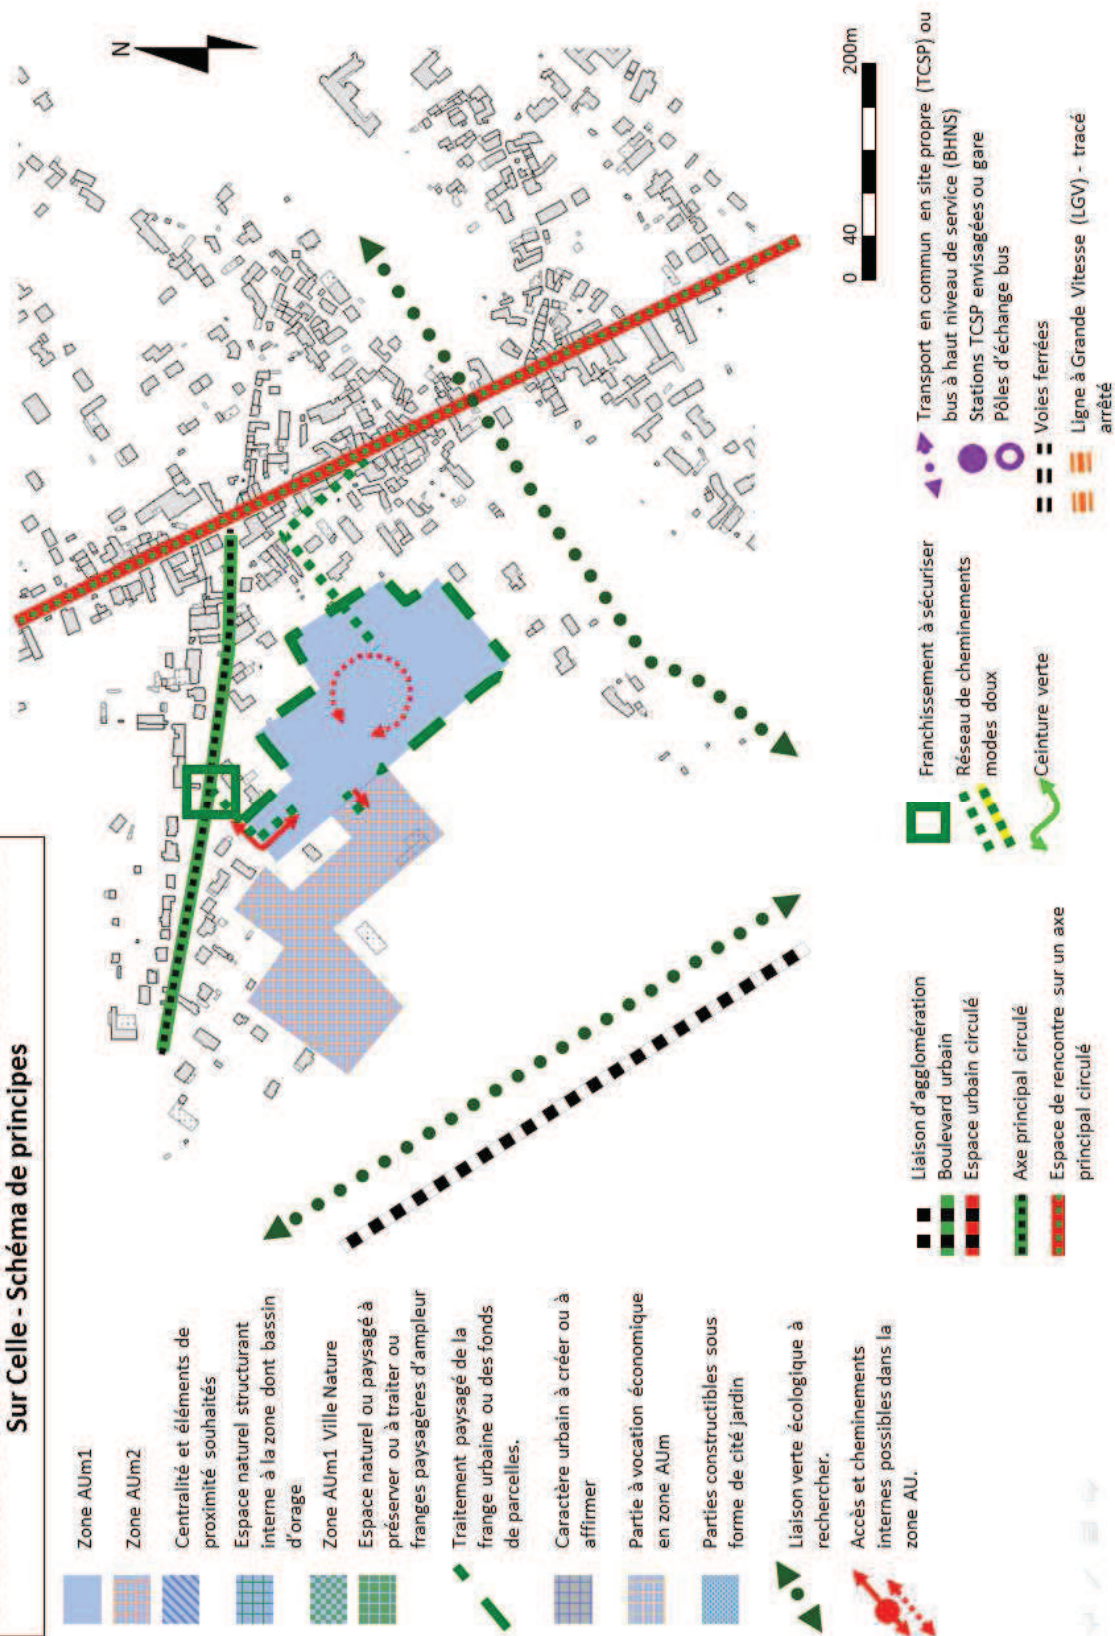 Sur Celle - Schéma de principes
N
0
40
200m
Zone AUm1
Zone AUm2
Centralité et éléments de
proximité souhaités
Espace naturel structurant
interne à la zone dont bassin
d'orage
Zone AUm1 Ville Nature
Espace naturel ou paysagé à
préserver ou à traiter ou
franges paysagères d'ampleur
Traitement paysagé de la
frange urbaine ou des fonds
de parcelles.
Caractère urbain à créer ou à
affirmer
Partie à vocation économique
en zone AUm
Parties constructibles sous
forme de cité jardin
Liaison verte écologique à
rechercher.
Accès et cheminements
internes possibles dans la
zone AU.
Liaison d'agglomération
Boulevard urbain
Espace urbain circulé
Axe principal circulé
Espace de rencontre sur un axe
principal circulé
Franchissement à sécuriser
Réseau de cheminements
modes doux
Ceinture verte
Transport en commun en site propre (TCSP) ou
bus à haut niveau de service (BHNS)
Stations TCSP envisagées ou gare
Pôles d'échange bus
Voies ferrées
Ligne à Grande Vitesse (LGV) - tracé
arrêté